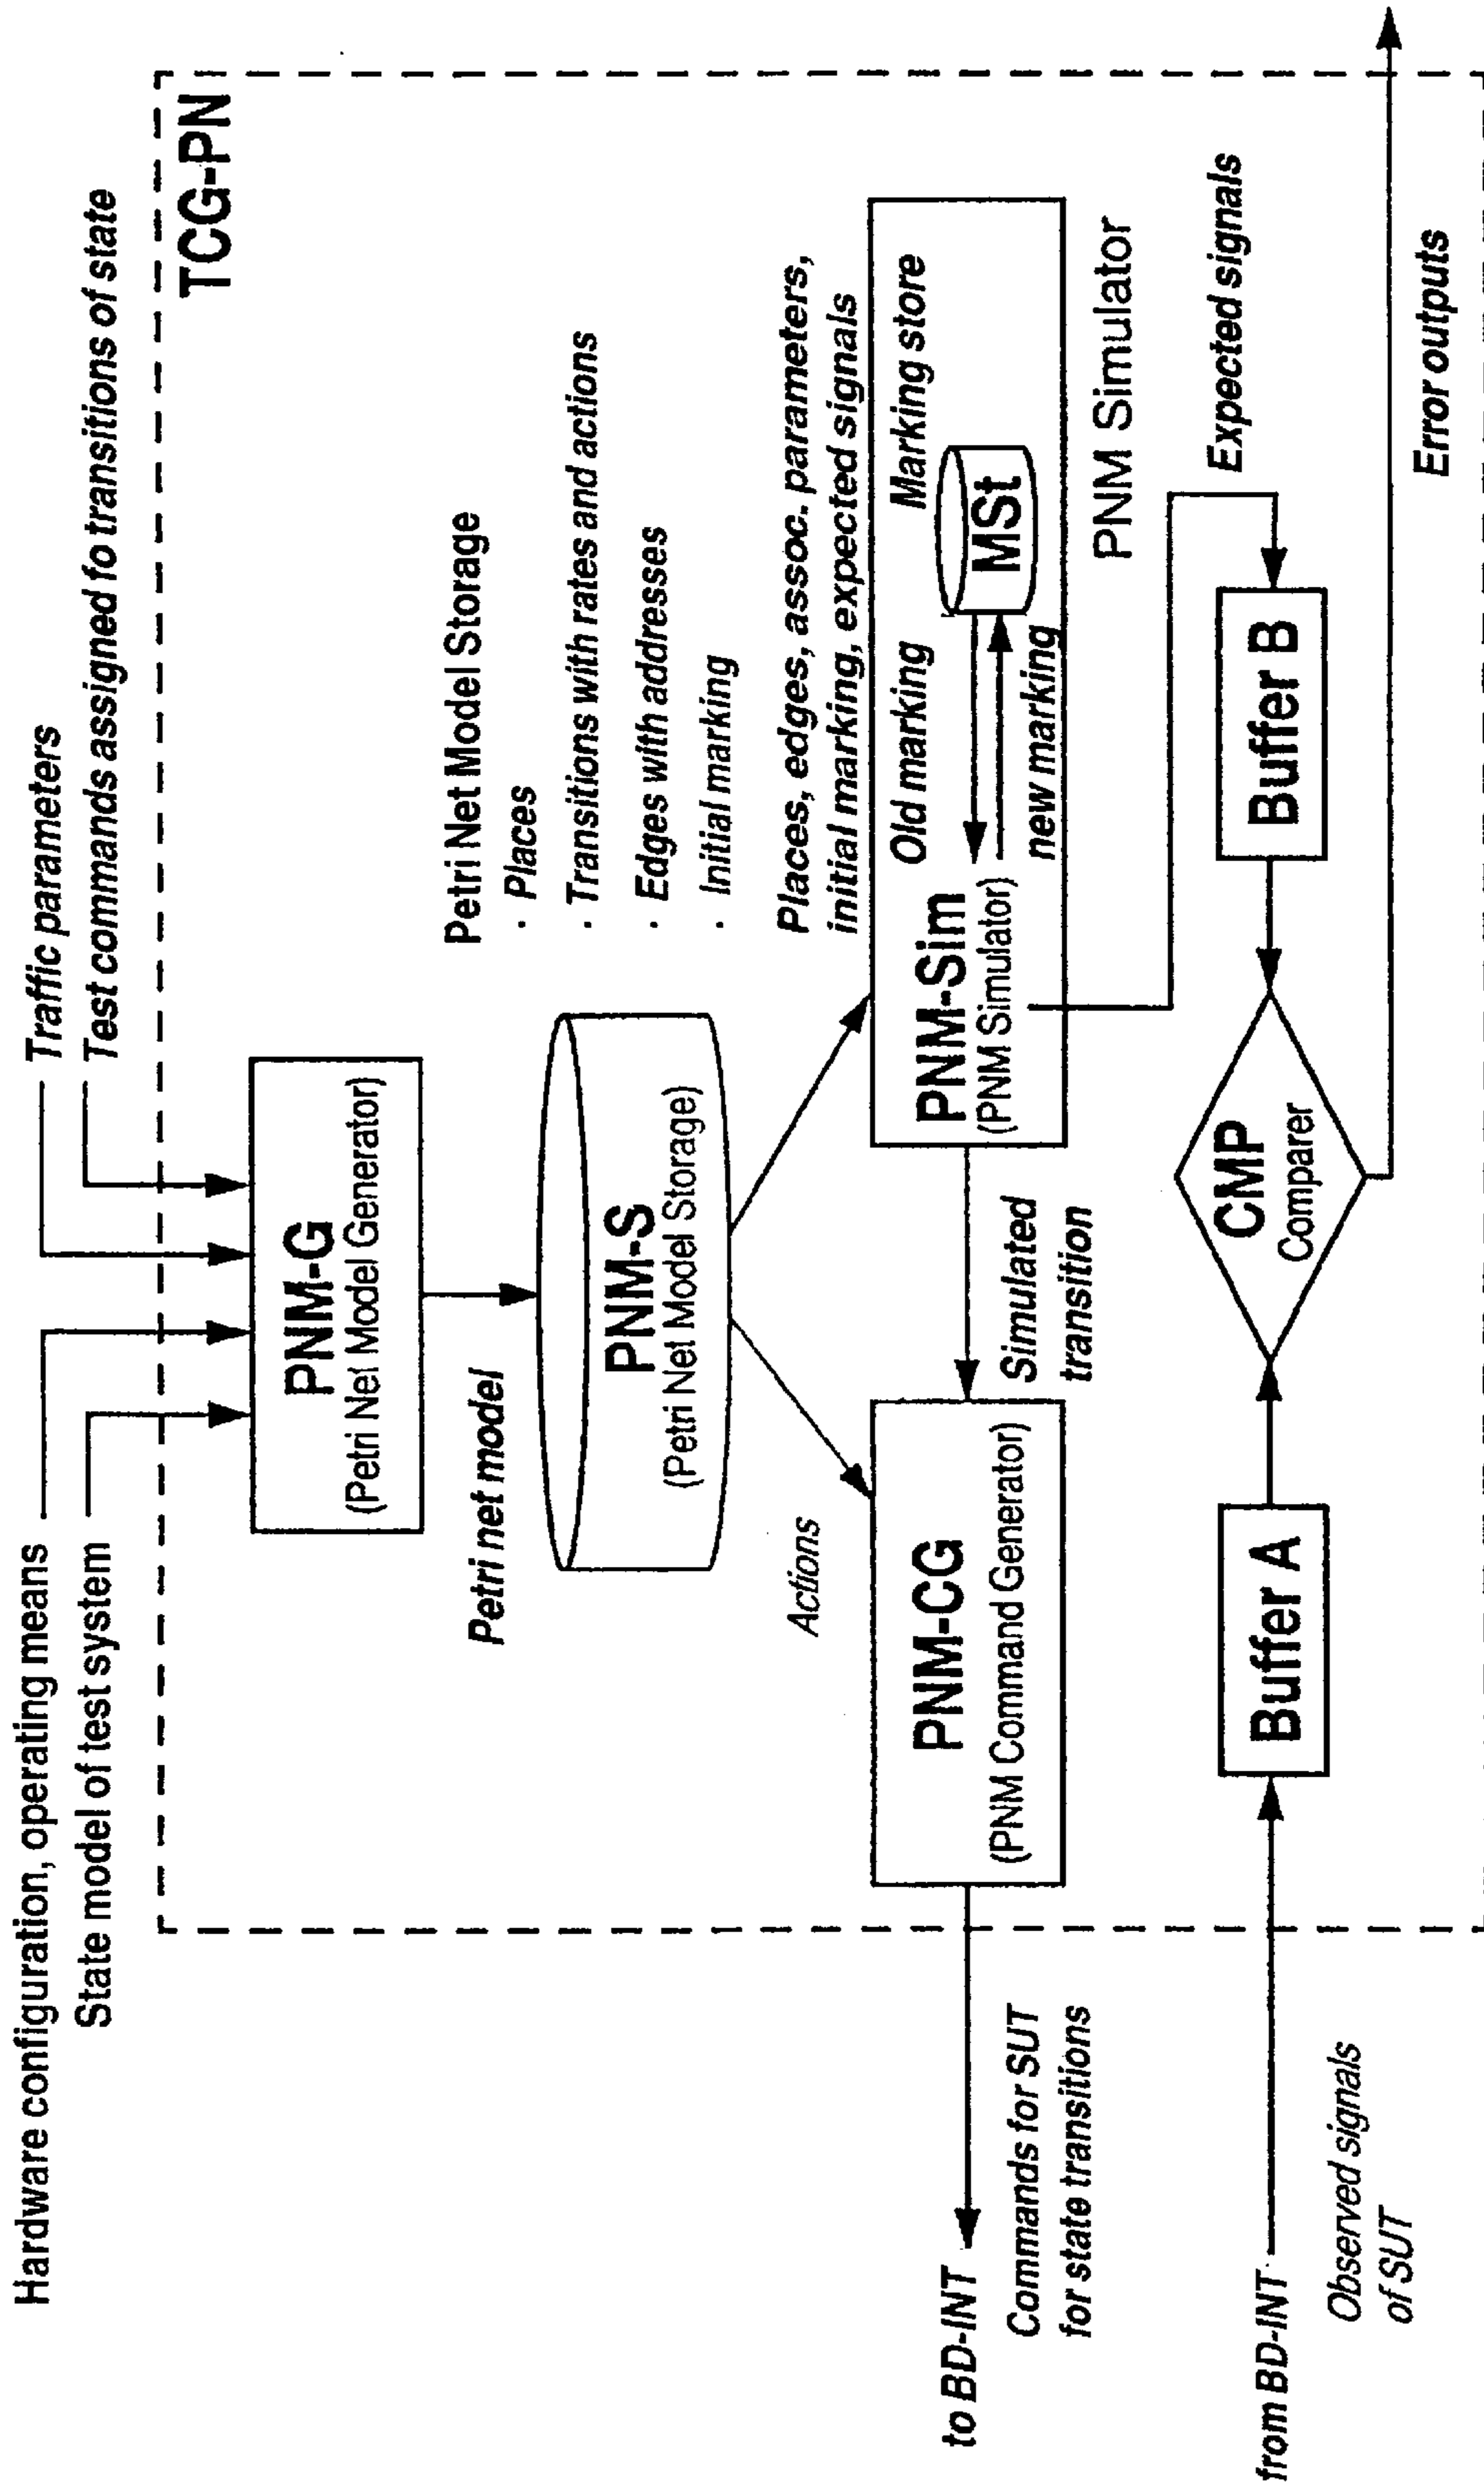 Hardware configuration, operating means
State model of test system
Traffic parameters
Test commands assigned fo transitions of state
TCG-PN
PNM-G
(Petri Net Model Generator)
Petri net model
Petri Net Model Storage
· Places
· Transitions with rates and actions
· Edges with addresses
· Initial marking
PNM-S
(Petri Net Model Storage)
Actions
Places, edges, assoc. parameters,
initial marking, expected signals
PNM-CG
(PNM Command Generator)
Simulated
transition
PNM-Sim
(PNM Simulator)
Old marking
new marking
Marking store
MSt
PNM Simulator
to BD-INT
Commands for SUT
for state transitions
Expected signals
from BD-INT
Observed signals
of SUT
Buffer A
CMP
Comparer
Buffer B
Error outputs